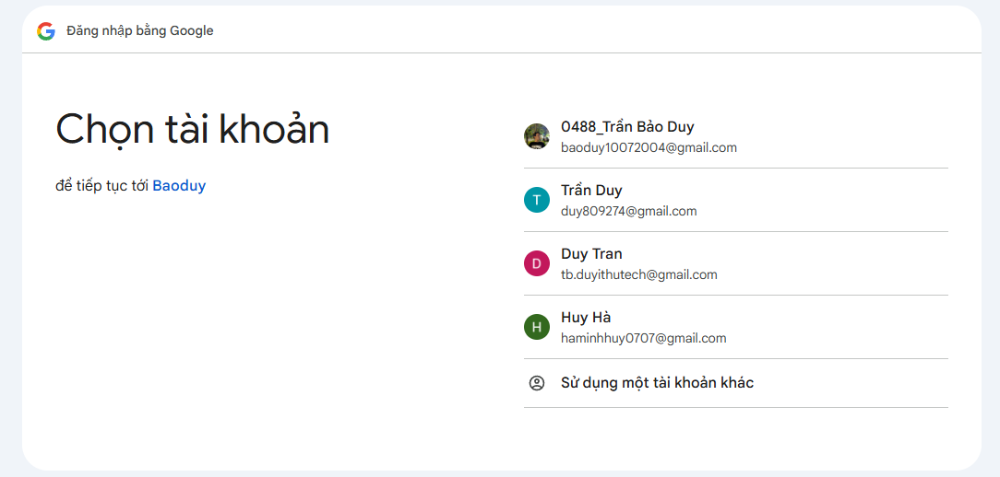 Đăng nhập bằng Google
Chọn tài khoản
để tiếp tục tới Baoduy
0488_Trần Bảo Duy
baoduy10072004@gmail.com
T
Trần Duy
duy809274@gmail.com
D
Duy Tran
tb.duyithutech@gmail.com
H
Huy Hà
haminhhuy0707@gmail.com
Sử dụng một tài khoản khác